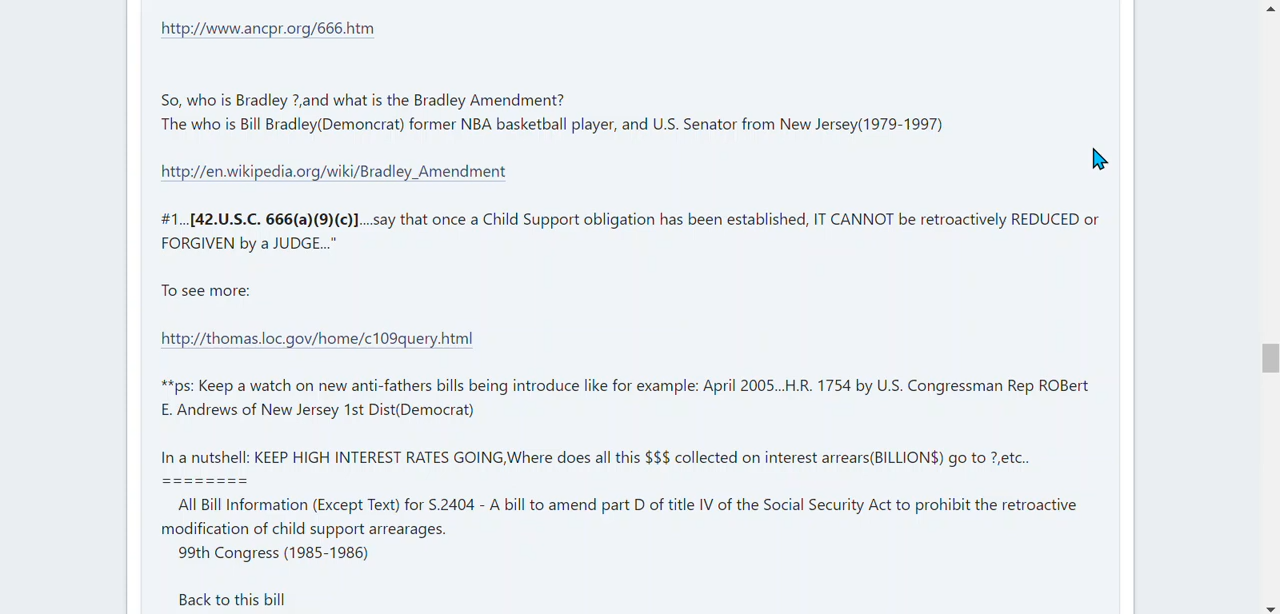 http://www.ancpr.org/666.htm
So, who is Bradley ?,and what is the Bradley Amendment?
The who is Bill Bradley(Demoncrat) former NBA basketball player, and U.S. Senator from New Jersey(1979-1997)
http://en.wikipedia.org/wiki/Bradley_Amendment
#1...[42.U.S.C. 666(a)(9)(c)]....say that once a Child Support obligation has been established, IT CANNOT be retroactively REDUCED or
FORGIVEN by a JUDGE..."
To see more:
http://thomas.loc.gov/home/c109query.html
**ps: Keep a watch on new anti-fathers bills being introduce like for example: April 2005...H.R. 1754 by U.S. Congressman Rep ROBert
E. Andrews of New Jersey 1st Dist(Democrat)
In a nutshell: KEEP HIGH INTEREST RATES GOING,Where does all this $$$ collected on interest arrears(BILLION$) go to ?,etc..
========
All Bill Information (Except Text) for S.2404 - A bill to amend part D of title IV of the Social Security Act to prohibit the retroactive
modification of child support arrearages.
99th Congress (1985-1986)
Back to this bill